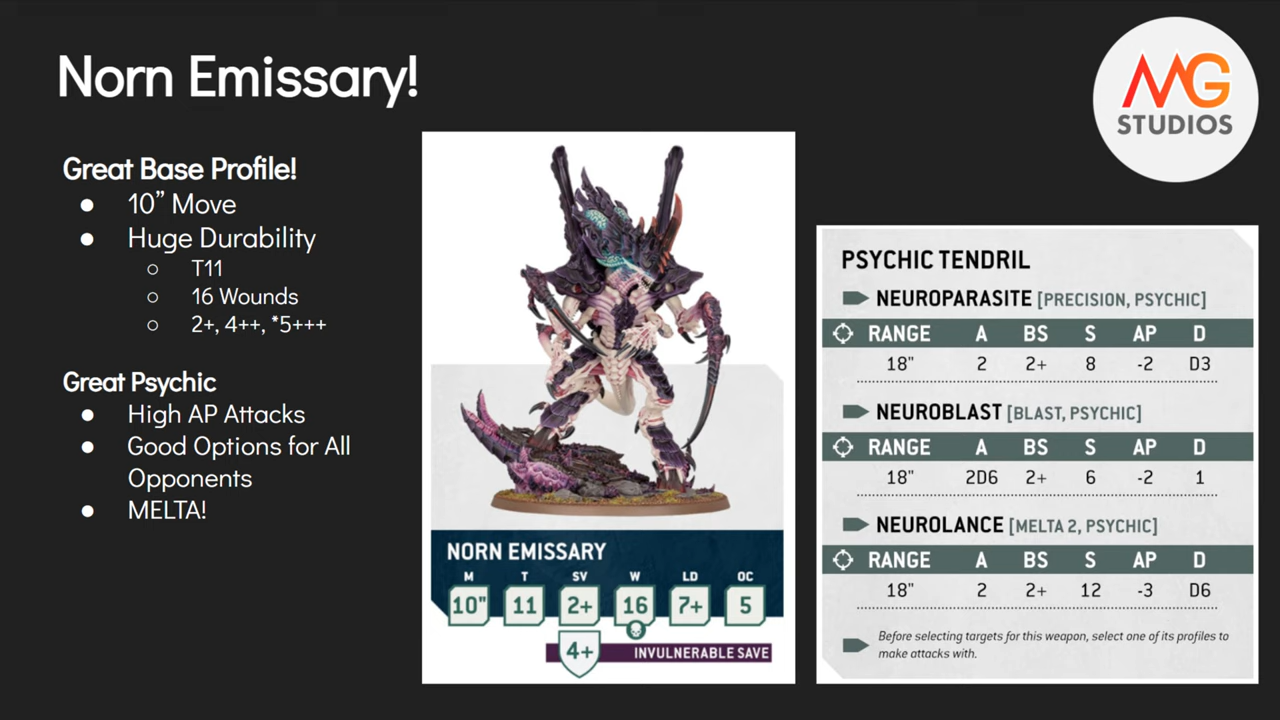 Norn Emissary!
MG
STUDIOS
Great Base Profile!
● 10” Move
● Huge Durability
○ T11
○ 16 Wounds
○ 2+, 4++, *5+++
Great Psychic
● High AP Attacks
● Good Options for All
Opponents
● MELTA!
NORN EMISSARY
M T SV W LD OC
10" 11 2+ 16 7+ 5
4+ INVULNERABLE SAVE
PSYCHIC TENDRIL
NEUROPARASITE [PRECISION, PSYCHIC]
RANGE A BS S AP D
18" 2 2+ 8 -2 D3
NEUROBLAST [BLAST, PSYCHIC]
RANGE A BS S AP D
18" 2D6 2+ 6 -2 1
NEUROLANCE [MELTA 2, PSYCHIC]
RANGE A BS S AP D
18" 2 2+ 12 -3 D6
Before selecting targets for this weapon, select one of its profiles to
make attacks with.